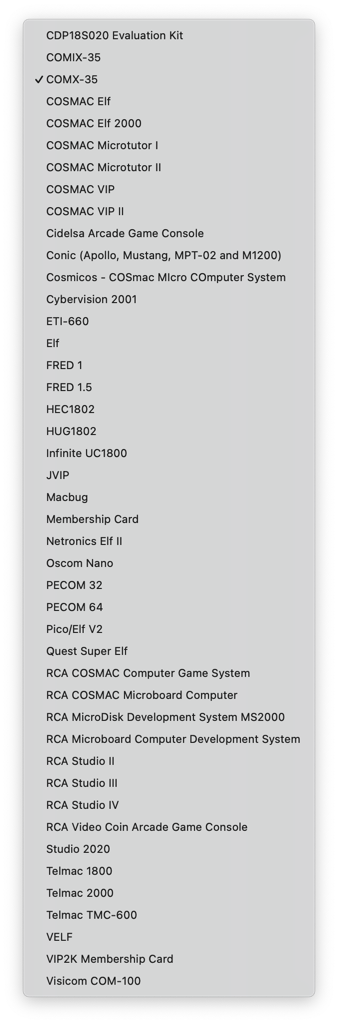 CDP18S020 Evaluation Kit
COMIX-35
✓ COMX-35
COSMAC Elf
COSMAC Elf 2000
COSMAC Microtutor I
COSMAC Microtutor II
COSMAC VIP
COSMAC VIP II
Cidelsa Arcade Game Console
Conic (Apollo, Mustang, MPT-02 and M1200)
Cosmicos - COSmac MIcro COmputer System
Cybervision 2001
ETI-660
Elf
FRED 1
FRED 1.5
HEC1802
HUG1802
Infinite UC1800
JVIP
Macbug
Membership Card
Netronics Elf II
Oscom Nano
PECOM 32
PECOM 64
Pico/Elf V2
Quest Super Elf
RCA COSMAC Computer Game System
RCA COSMAC Microboard Computer
RCA MicroDisk Development System MS2000
RCA Microboard Computer Development System
RCA Studio II
RCA Studio III
RCA Studio IV
RCA Video Coin Arcade Game Console
Studio 2020
Telmac 1800
Telmac 2000
Telmac TMC-600
VELF
VIP2K Membership Card
Visicom COM-100